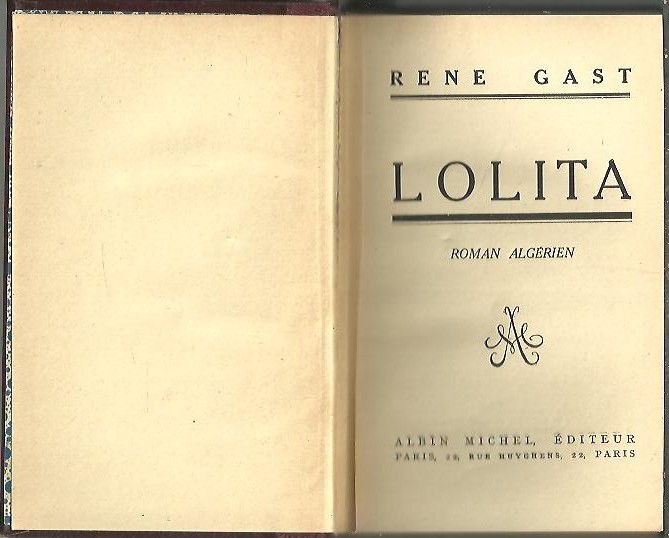 RENE GAST
LOLITA
ROMAN ALGÉRIEN
ALBIN MICHEL, ÉDITEUR
PARIS, 22, RUE HUYGHENS, 22, PARIS